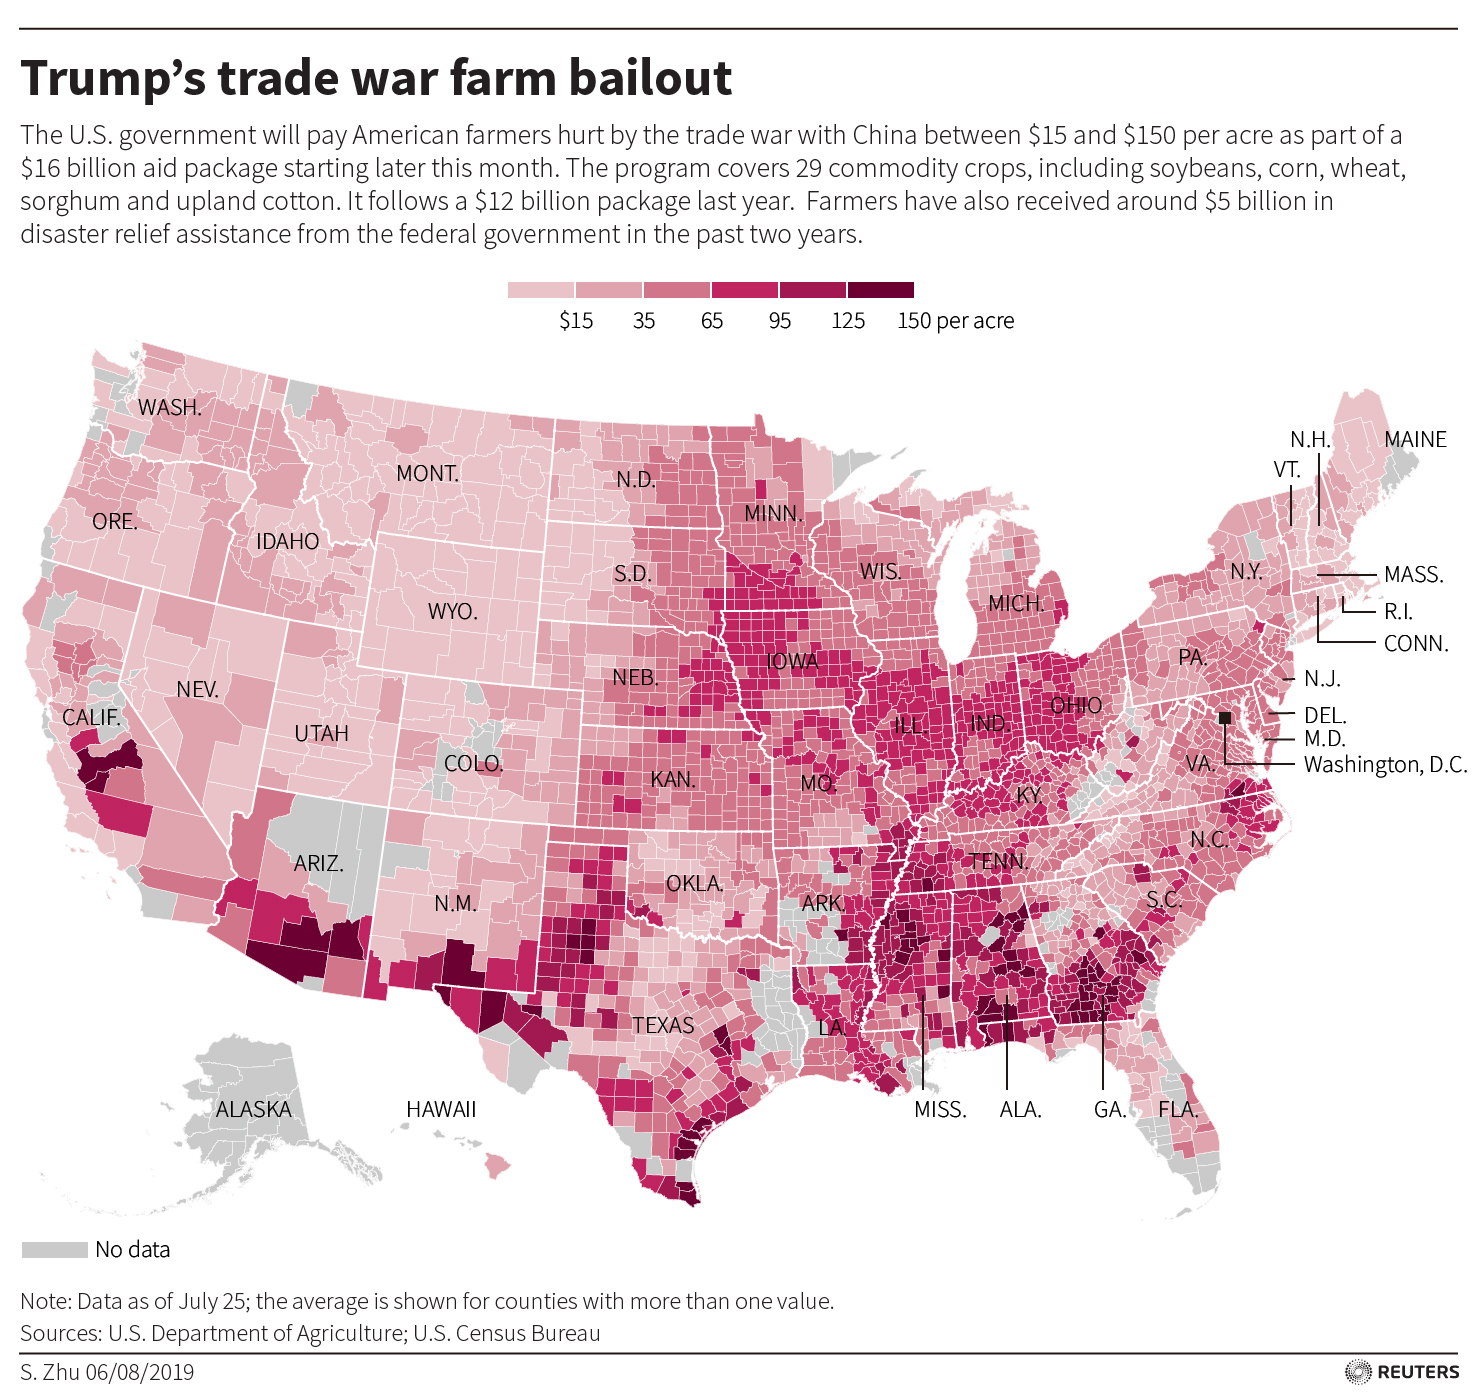 Trump's trade war farm bailout
The U.S. government will pay American farmers hurt by the trade war with China between $15 and $150 per acre as part of a
$16 billion aid package starting later this month. The program covers 29 commodity crops, including soybeans, corn, wheat,
sorghum and upland cotton. It follows a $12 billion package last year. Farmers have also received around $5 billion in
disaster relief assistance from the federal government in the past two years.
$15 35 65 95 125 150 per acre
WASH.
MONT.
N.D.
MINN.
N.H.
MAINE
VT.
ORE.
IDAHO
WYO.
S.D.
WIS.
MICH.
N.Y.
MASS.
R.I.
CONN.
NEV.
UTAH
NEB.
IOWA
PA.
N.J.
CALIF.
COLO.
KAN.
MO.
ILL.
IND.
OHIO
DEL.
M.D.
VA.
Washington, D.C.
KY.
ARIZ.
N.M.
OKLA.
ARK.
TENN.
N.C.
S.C.
TEXAS
LA.
ALASKA
HAWAII
MISS.
ALA.
GA.
FLA.
No data
Note: Data as of July 25; the average is shown for counties with more than one value.
Sources: U.S. Department of Agriculture; U.S. Census Bureau
S. Zhu 06/08/2019
REUTERS